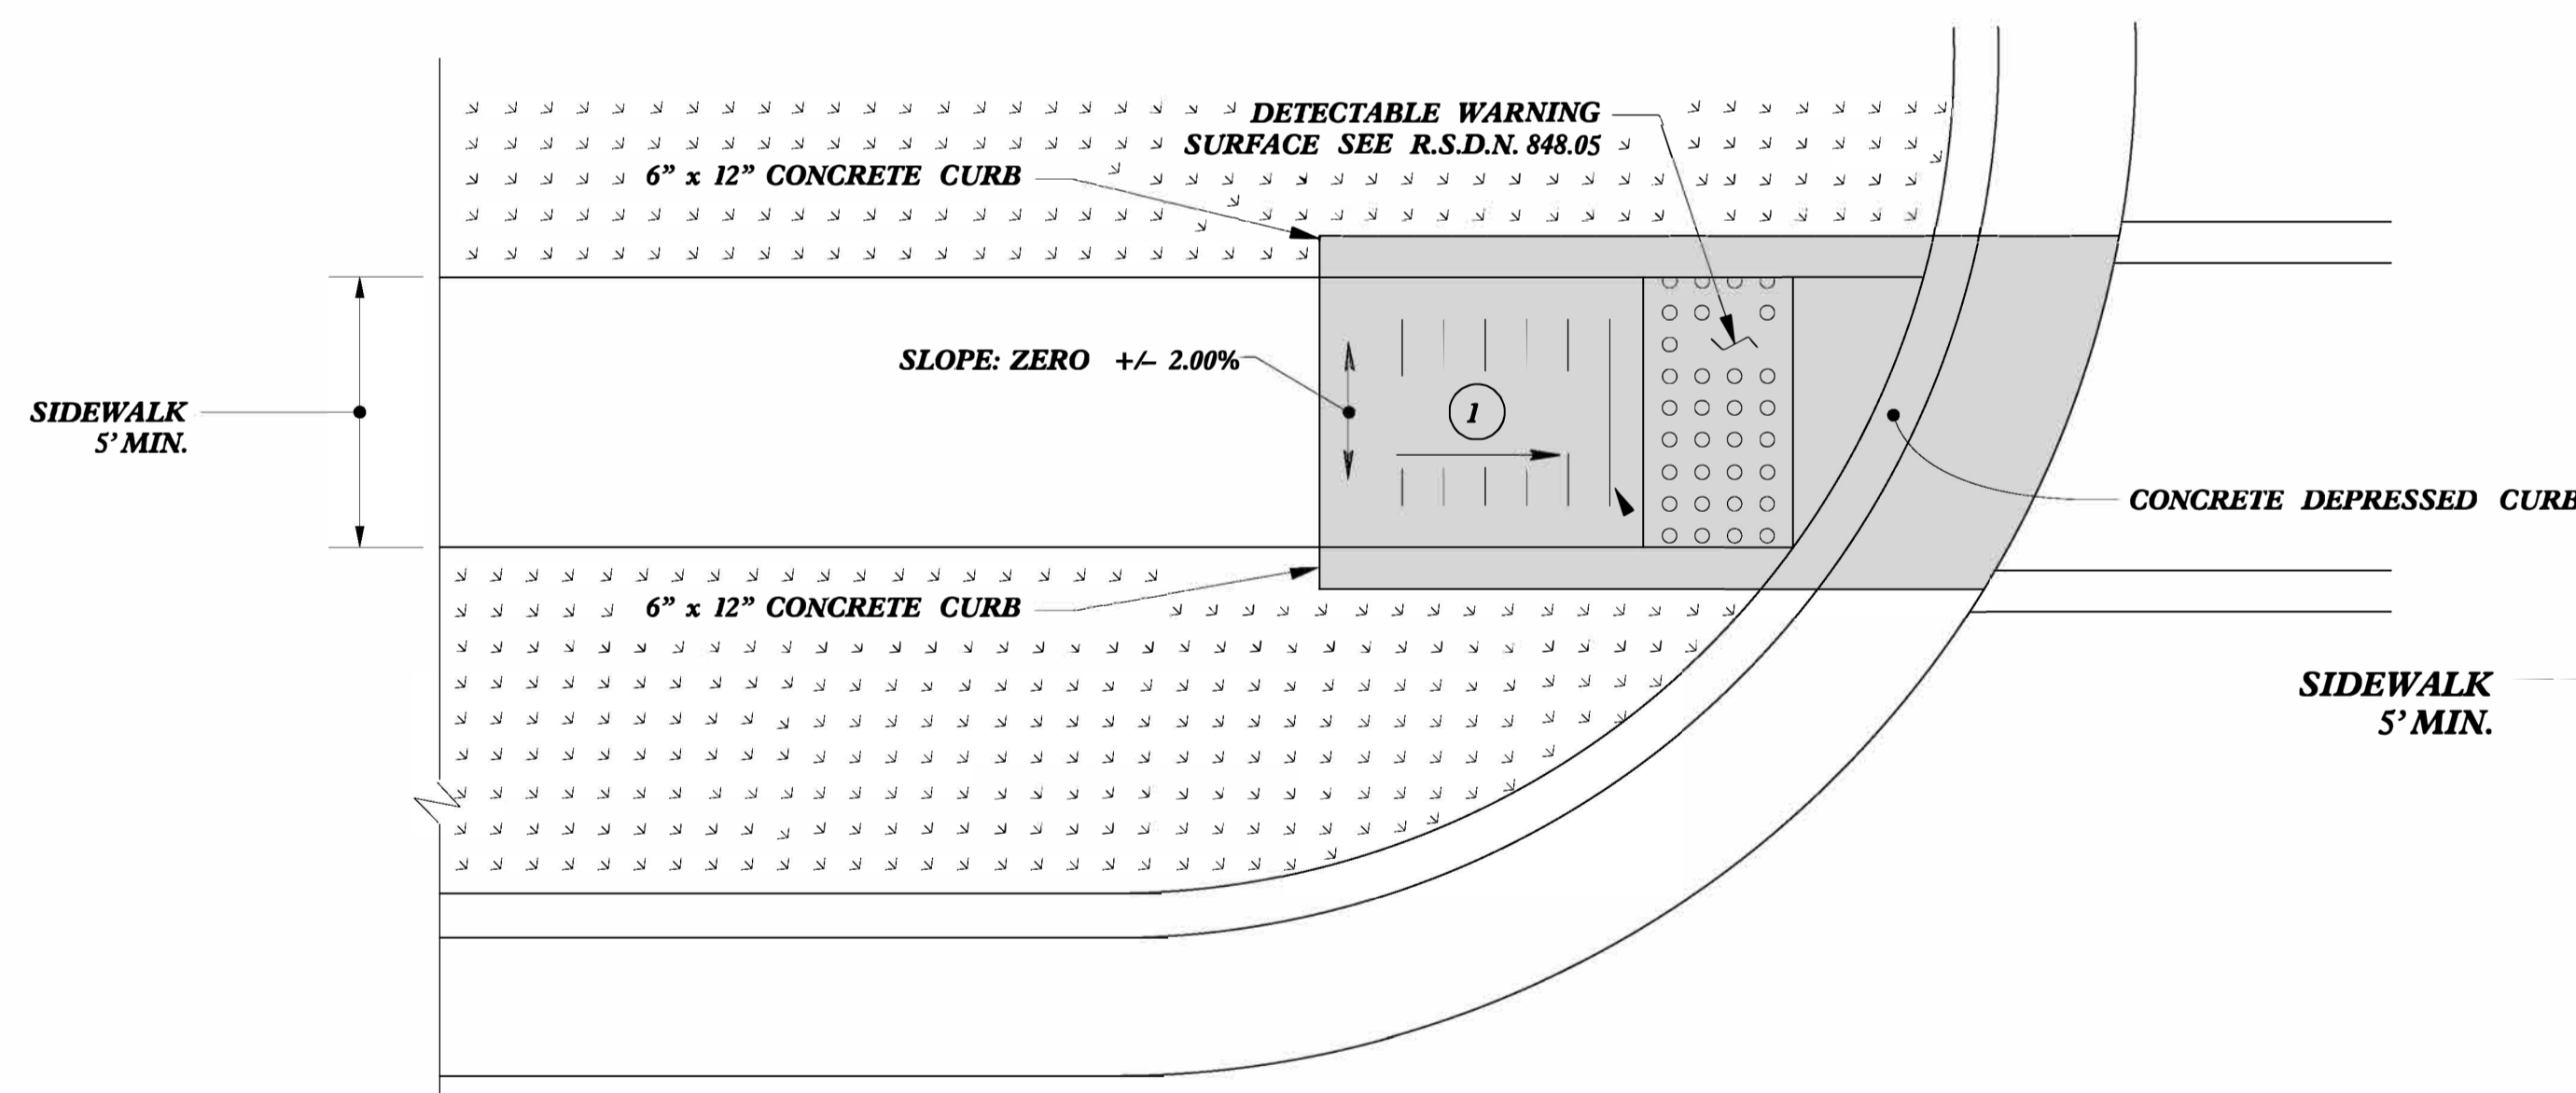 DETECTABLE WARNING
SURFACE SEE R.S.D.N. 848.05
6” x 12” CONCRETE CURB
SLOPE: ZERO +/– 2.00%
SIDEWALK
5’ MIN.
1
CONCRETE DEPRESSED CURB
6” x 12” CONCRETE CURB
SIDEWALK
5’ MIN.